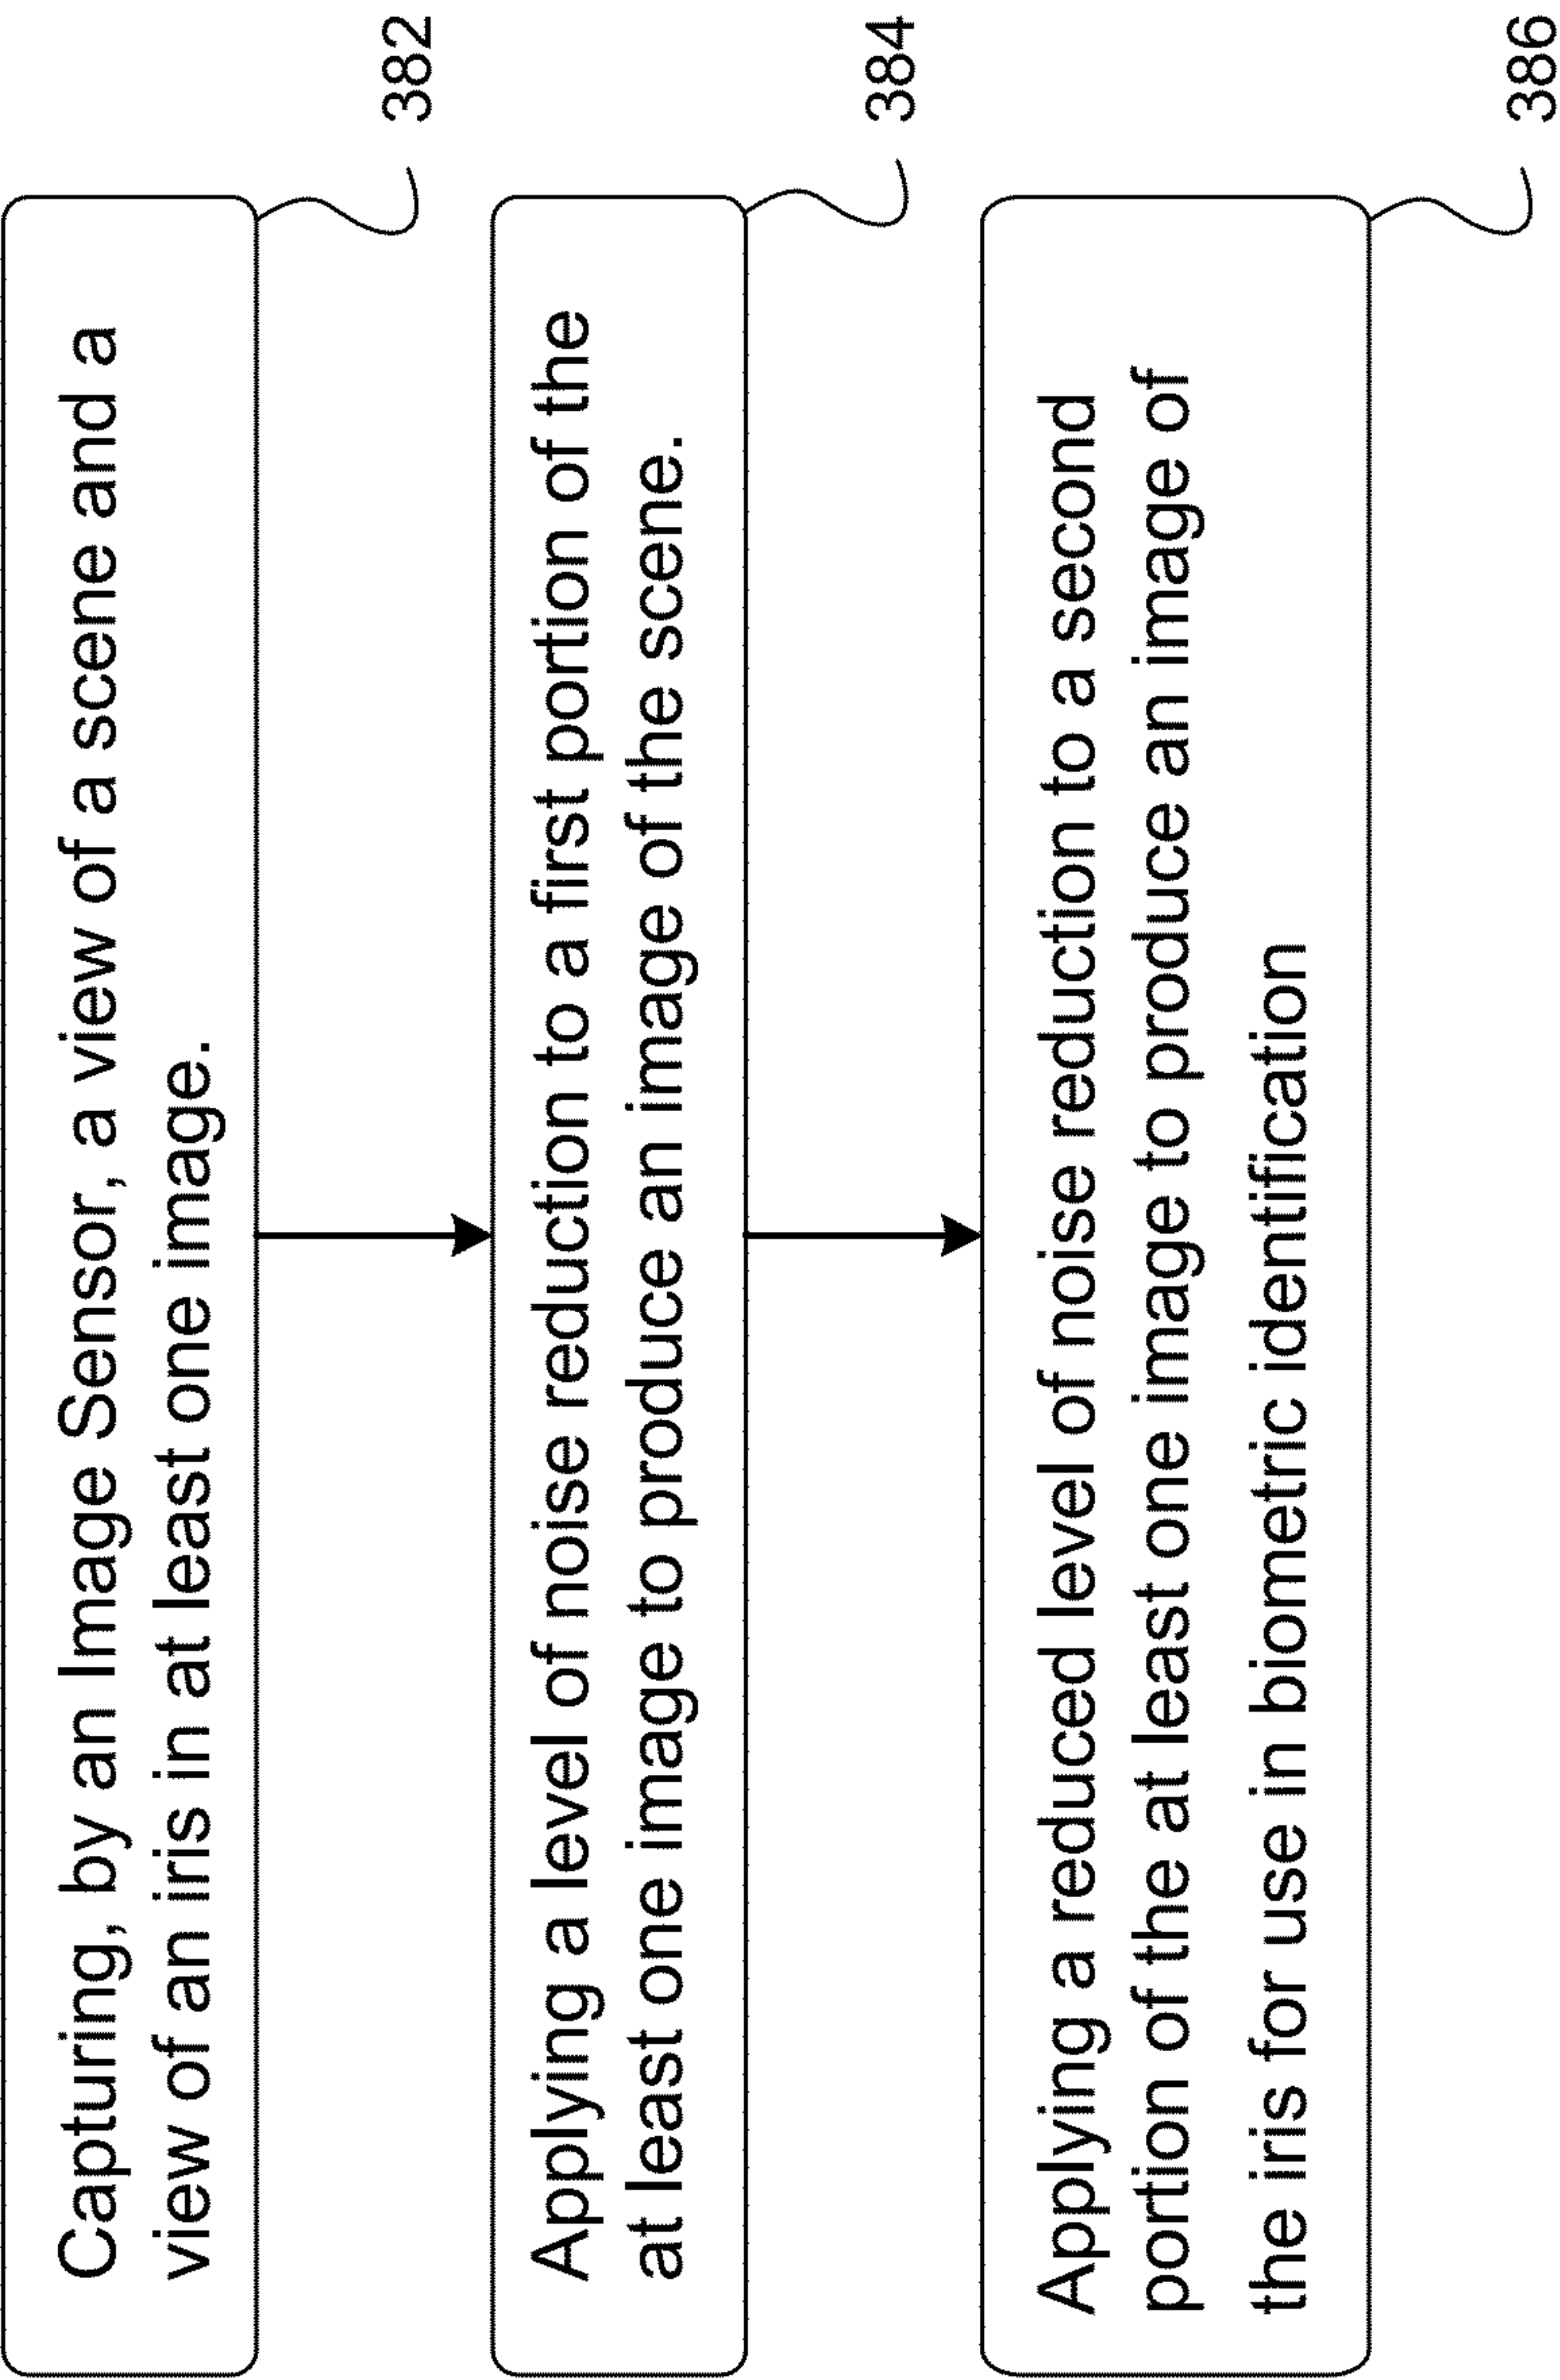 Capturing, by an Image Sensor, a view of a scene and a
view of an iris in at least one image.
382
Applying a level of noise reduction to a first portion of the
at least one image to produce an image of the scene.
384
Applying a reduced level of noise reduction to a second
portion of the at least one image to produce an image of
the iris for use in biometric identification
386